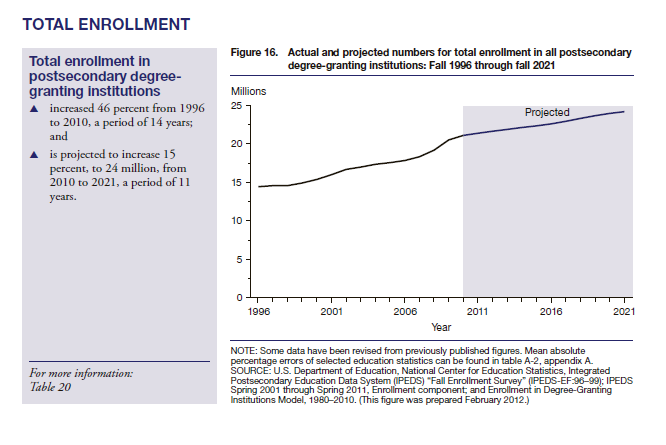 TOTAL ENROLLMENT
Total enrollment in
postsecondary degree-
granting institutions
▲ increased 46 percent from 1996
to 2010, a period of 14 years;
and
▲ is projected to increase 15
percent, to 24 million, from
2010 to 2021, a period of 11
years.
For more information:
Table 20
Figure 16. Actual and projected numbers for total enrollment in all postsecondary
degree-granting institutions: Fall 1996 through fall 2021
Millions
25
20
15
10
5
0
Projected
1996 2001 2006 2011 2016 2021
Year
NOTE: Some data have been revised from previously published figures. Mean absolute
percentage errors of selected education statistics can be found in table A-2, appendix A.
SOURCE: U.S. Department of Education, National Center for Education Statistics, Integrated
Postsecondary Education Data System (IPEDS) "Fall Enrollment Survey" (IPEDS-EF:96–99); IPEDS
Spring 2001 through Spring 2011, Enrollment component; and Enrollment in Degree-Granting
Institutions Model, 1980–2010. (This figure was prepared February 2012.)